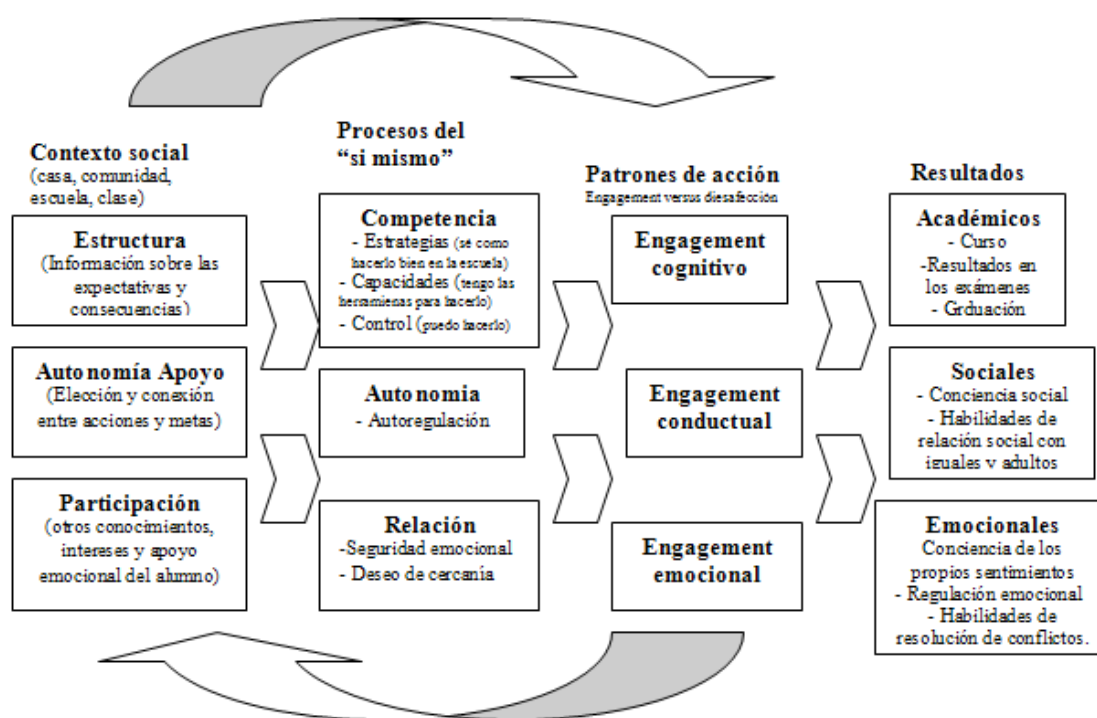 Contexto social
(casa, comunidad,
escuela, clase)
Estructura
(Información sobre las
expectativas y
consecuencias)
Autonomía Apoyo
(Elección y conexión
entre acciones y metas)
Participación
(otros conocimientos,
intereses y apoyo
emocional del alumno)
Procesos del
“si mismo”
Competencia
- Estrategias (sé como
hacerlo bien en la escuela)
- Capacidades (tengo las
herramienas para hacerlo)
- Control (puedo hacerlo)
Autonomia
- Autoregulación
Relación
-Seguridad emocional
- Deseo de cercanía
Patrones de acción
Engagement versus diesafección
Engagement
cognitivo
Engagement
conductual
Engagement
emocional
Resultados
Académicos
- Curso
-Resultados en
los exámenes
- Grduación
Sociales
- Conciencia social
- Habilidades de
relación social con
iguales y adultos
Emocionales
Conciencia de los
propios sentimientos
- Regulación emocional
- Habilidades de
resolución de conflictos.